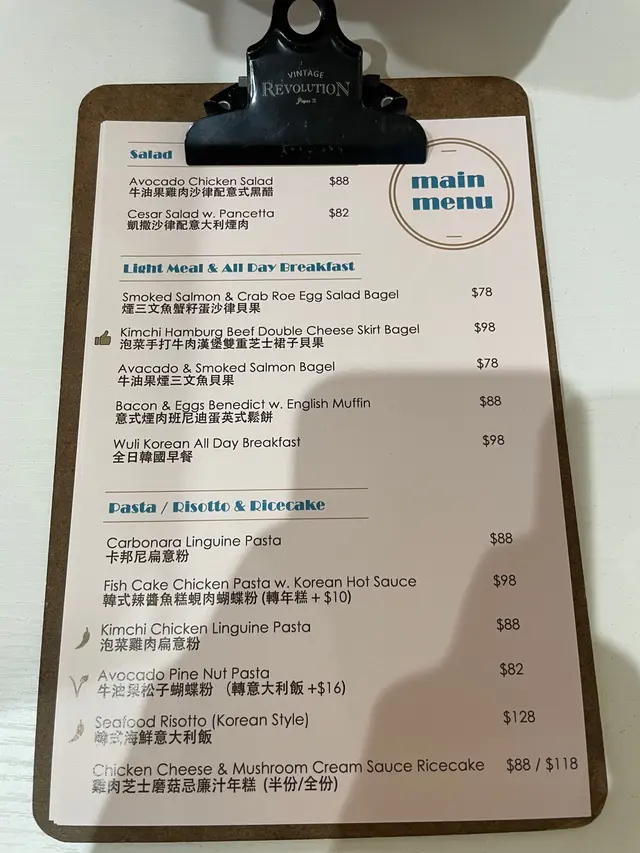 VINTAGE
REVOLUTION
Paper II
main
menu
Salad
Avocado Chicken Salad $88
牛油果雞肉沙律配意式黑醋
Cesar Salad w. Pancetta $82
凱撒沙律配意大利煙肉
Light Meal & All Day Breakfast
Smoked Salmon & Crab Roe Egg Salad Bagel $78
煙三文魚蟹籽蛋沙律貝果
Kimchi Hamburg Beef Double Cheese Skirt Bagel $98
泡菜手打牛肉漢堡雙重芝士裙子貝果
Avacado & Smoked Salmon Bagel $78
牛油果煙三文魚貝果
Bacon & Eggs Benedict w. English Muffin $88
意式煙肉班尼迪蛋英式鬆餅
Wuli Korean All Day Breakfast $98
全日韓國早餐
Pasta / Risotto & Ricecake
Carbonara Linguine Pasta $88
卡邦尼扁意粉
Fish Cake Chicken Pasta w. Korean Hot Sauce $98
韓式辣醬魚糕蜆肉蝴蝶粉 (轉年糕 + $10)
Kimchi Chicken Linguine Pasta $88
泡菜雞肉扁意粉
Avocado Pine Nut Pasta $82
牛油果松子蝴蝶粉 （轉意大利飯 +$16)
Seafood Risotto (Korean Style) $128
韓式海鮮意大利飯
Chicken Cheese & Mushroom Cream Sauce Ricecake $88 / $118
雞肉芝士磨菇忌廉汁年糕 (半份/全份)